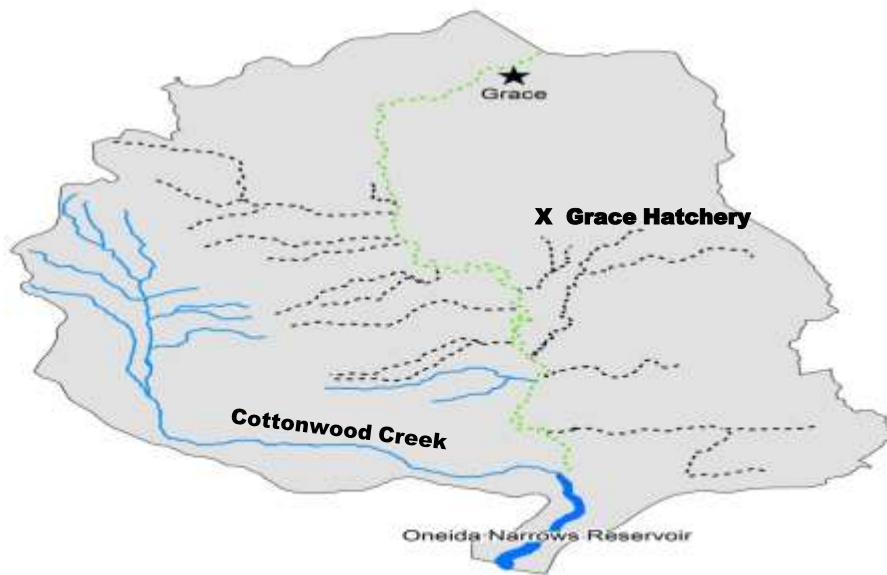 Grace
X Grace Hatchery
Cottonwood Creek
Oneida Narrows Reservoir